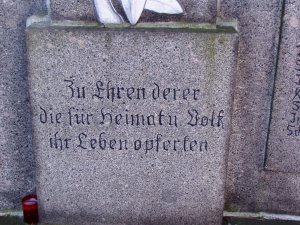 Zu Ehren derer
die für Heimat u Volk
ihr Leben opferten